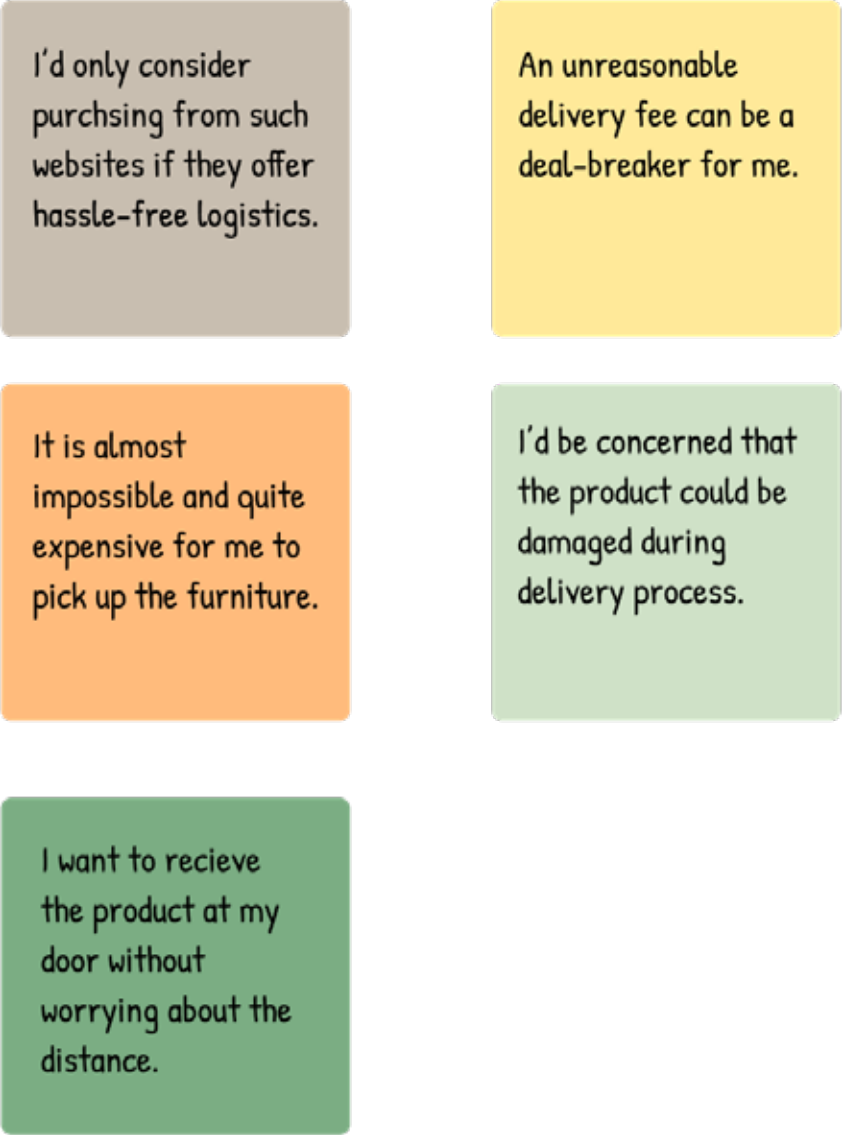 I'd only consider
purchsing from such
websites if they offer
hassle-free logistics.
An unreasonable
delivery fee can be a
deal-breaker for me.
It is almost
impossible and quite
expensive for me to
pick up the furniture.
I'd be concerned that
the product could be
damaged during
delivery process.
I want to recieve
the product at my
door without
worrying about the
distance.